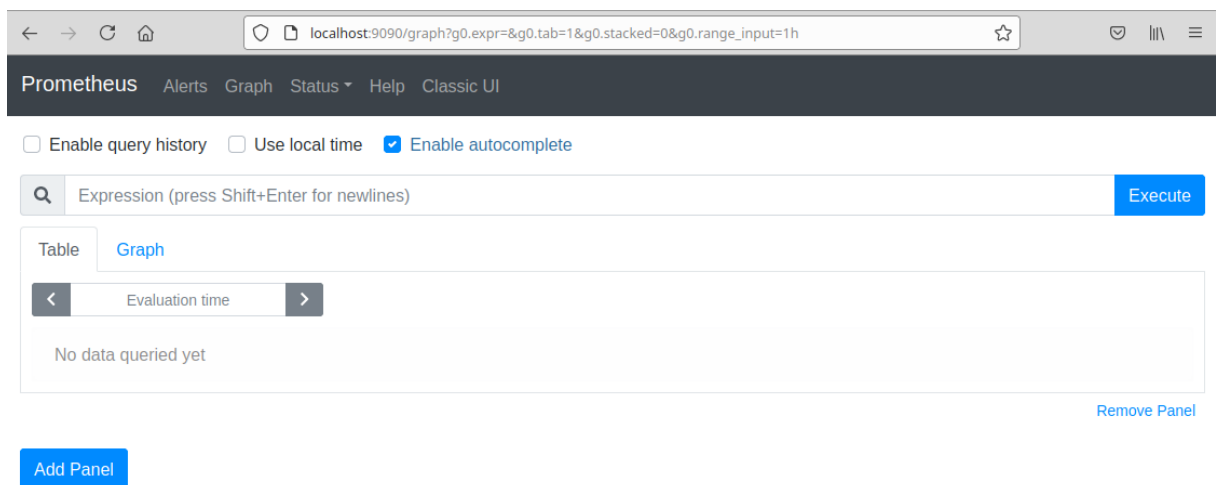 localhost:9090/graph?g0.expr=&g0.tab=1&g0.stacked=0&g0.range_input=1h
Prometheus Alerts Graph Status Help Classic UI
Enable query history Use local time Enable autocomplete
Expression (press Shift+Enter for newlines) Execute
Table Graph
Evaluation time
No data queried yet
Remove Panel
Add Panel